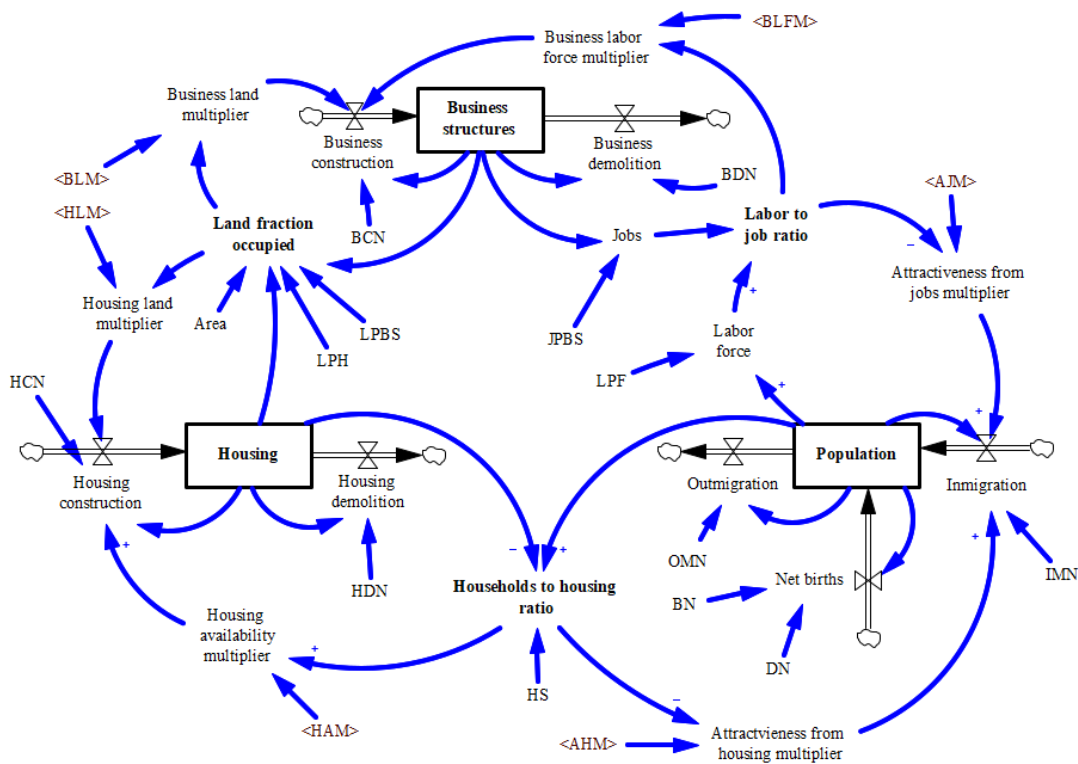 <BLFM>
Business labor
force multiplier
Business land
multiplier
Business
structures
Business
construction
Business
demolition
<BLM>
BDN
<AJM>
<HLM>
Land fraction
occupied
BCN
Jobs
Labor to
job ratio
–
Attractiveness from
jobs multiplier
Housing land
multiplier
Area
LPBS
LPH
JPBS
+
Labor
force
HCN
LPF
+
+
Housing
Population
Housing
construction
Housing
demolition
Outmigration
Inmigration
+
–
+
+
HDN
Households to housing
ratio
OMN
BN
Net births
IMN
Housing
availability
multiplier
+
HS
DN
–
<HAM>
<AHM>
Attractvieness from
housing multiplier